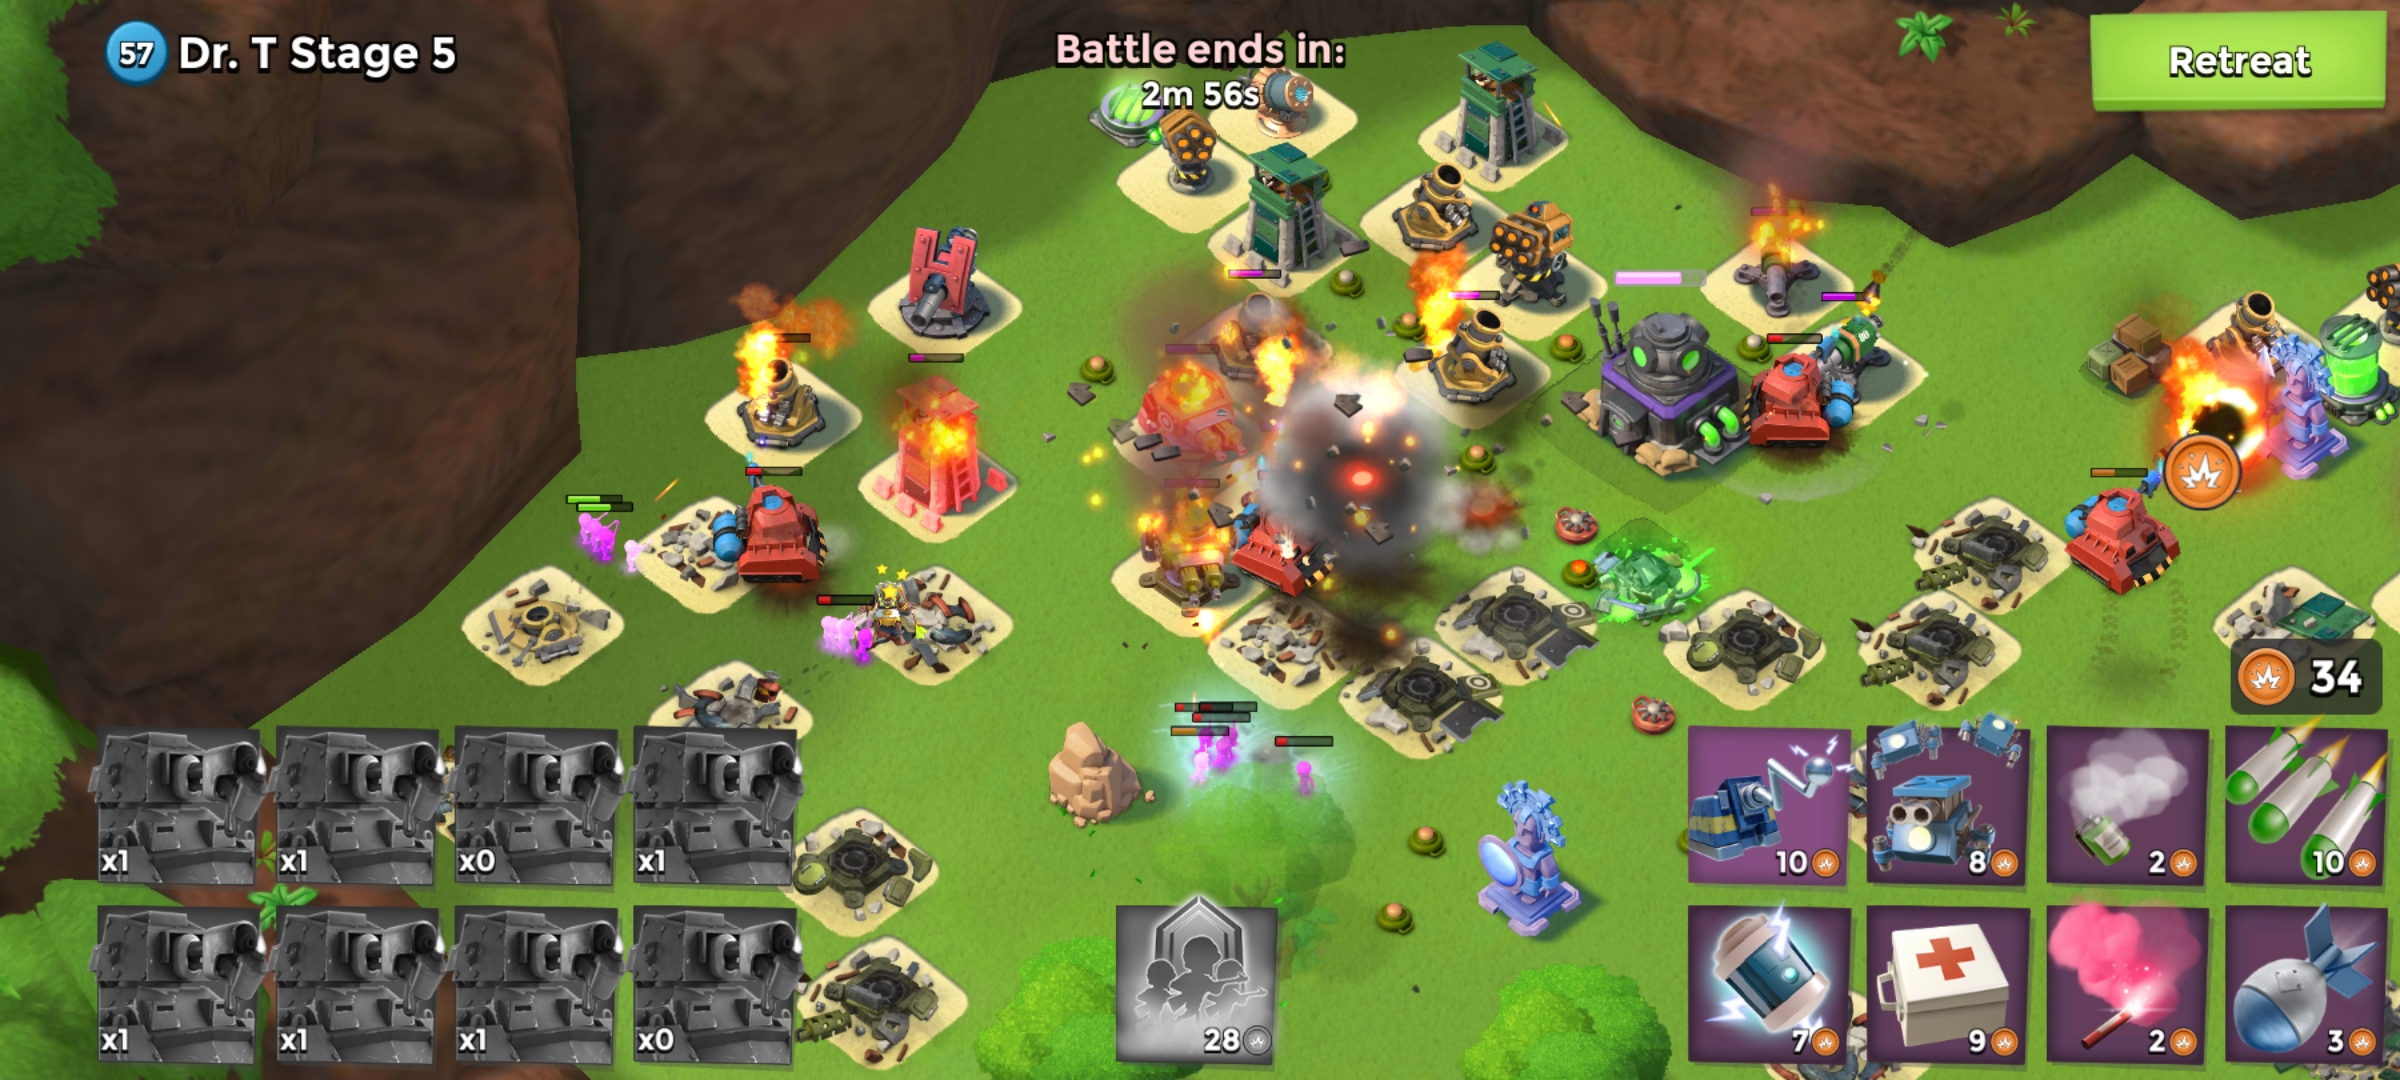 57 Dr. T Stage 5
Battle ends in:
2m 56s
Retreat
34
x1
x1
x0
x1
10
8
2
10
x1
x1
x1
x0
28
7
9
2
3